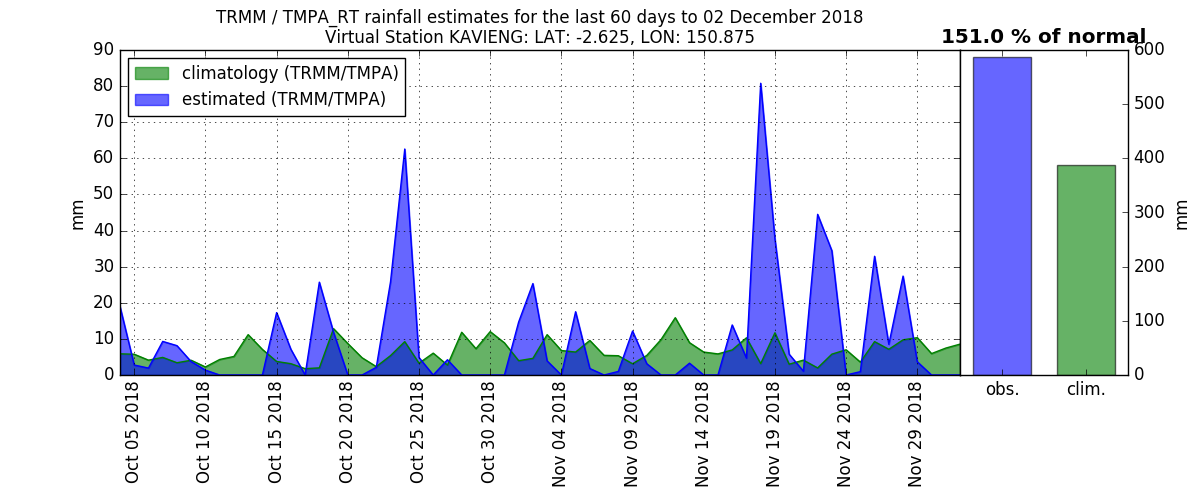 TRMM / TMPA_RT rainfall estimates for the last 60 days to 02 December 2018
Virtual Station KAVIENG: LAT: -2.625, LON: 150.875
151.0 % of normal
climatology (TRMM/TMPA)
estimated (TRMM/TMPA)
90
80
70
60
50
40
30
20
10
0
mm
Oct 05 2018
Oct 10 2018
Oct 15 2018
Oct 20 2018
Oct 25 2018
Oct 30 2018
Nov 04 2018
Nov 09 2018
Nov 14 2018
Nov 19 2018
Nov 24 2018
Nov 29 2018
600
500
400
300
200
100
0
mm
obs.
clim.